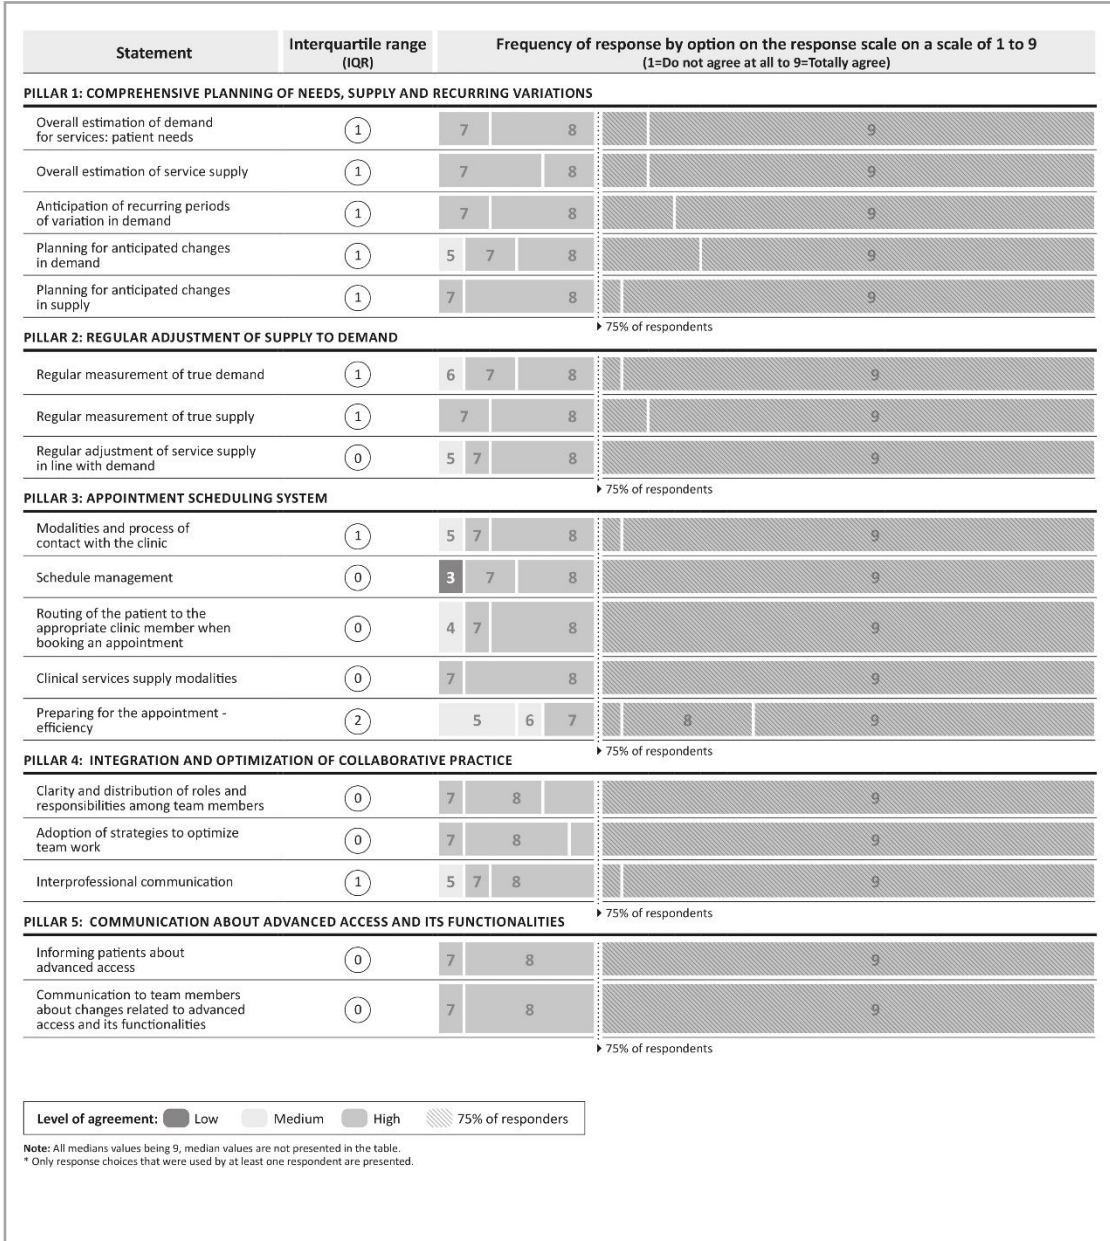 Statement
Interquartile range
(IQR)
Frequency of response by option on the response scale on a scale of 1 to 9
(1=Do not agree at all to 9=Totally agree)
PILLAR 1: COMPREHENSIVE PLANNING OF NEEDS, SUPPLY AND RECURRING VARIATIONS
Overall estimation of demand
for services: patient needs
1
7 8 9
Overall estimation of service supply
1
7 8 9
Anticipation of recurring periods
of variation in demand
1
7 8 9
Planning for anticipated changes
in demand
1
5 7 8 9
Planning for anticipated changes
in supply
1
7 8 9
75% of respondents
PILLAR 2: REGULAR ADJUSTMENT OF SUPPLY TO DEMAND
Regular measurement of true demand
1
6 7 8 9
Regular measurement of true supply
1
7 8 9
Regular adjustment of service supply
in line with demand
0
5 7 8 9
75% of respondents
PILLAR 3: APPOINTMENT SCHEDULING SYSTEM
Modalities and process of
contact with the clinic
1
5 7 8 9
Schedule management
0
3 7 8 9
Routing of the patient to the
appropriate clinic member when
booking an appointment
0
4 7 8 9
Clinical services supply modalities
0
7 8 9
Preparing for the appointment -
efficiency
2
5 6 7 8 9
75% of respondents
PILLAR 4: INTEGRATION AND OPTIMIZATION OF COLLABORATIVE PRACTICE
Clarity and distribution of roles and
responsibilities among team members
0
7 8 9
Adoption of strategies to optimize
team work
0
7 8 9
Interprofessional communication
1
5 7 8 9
75% of respondents
PILLAR 5: COMMUNICATION ABOUT ADVANCED ACCESS AND ITS FUNCTIONALITIES
Informing patients about
advanced access
0
7 8 9
Communication to team members
about changes related to advanced
access and its functionalities
0
7 8 9
75% of respondents
Level of agreement: Low Medium High 75% of responders
Note: All medians values being 9, median values are not presented in the table.
* Only response choices that were used by at least one respondent are presented.